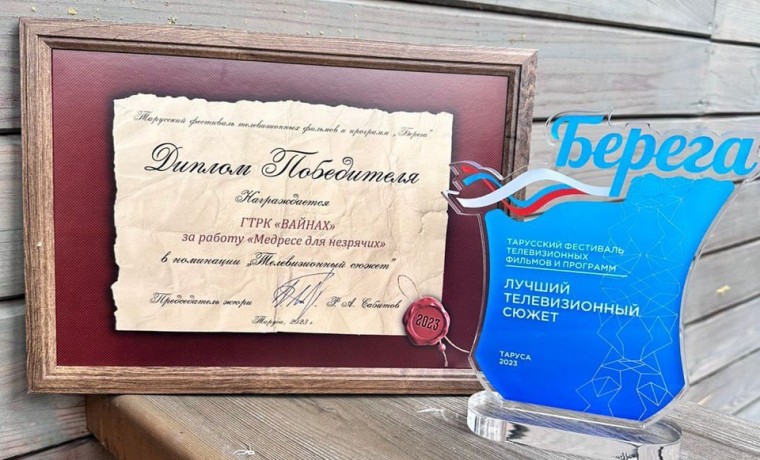 Тарусский фестиваль телевизионных фильмов и программ „Берега"
Диплом Победителя
Награждается
ГТРК «ВАЙНАХ»
за работу «Медресе для незрячих»
в номинации „Телевизионный сюжет"
Председатель жюри Р. А. Сабитов
Таруса, 2023 г.
2023
Берега
ТАРУССКИЙ ФЕСТИВАЛЬ
ТЕЛЕВИЗИОННЫХ
ФИЛЬМОВ И ПРОГРАММ
ЛУЧШИЙ
ТЕЛЕВИЗИОННЫЙ
СЮЖЕТ
ТАРУСА
2023